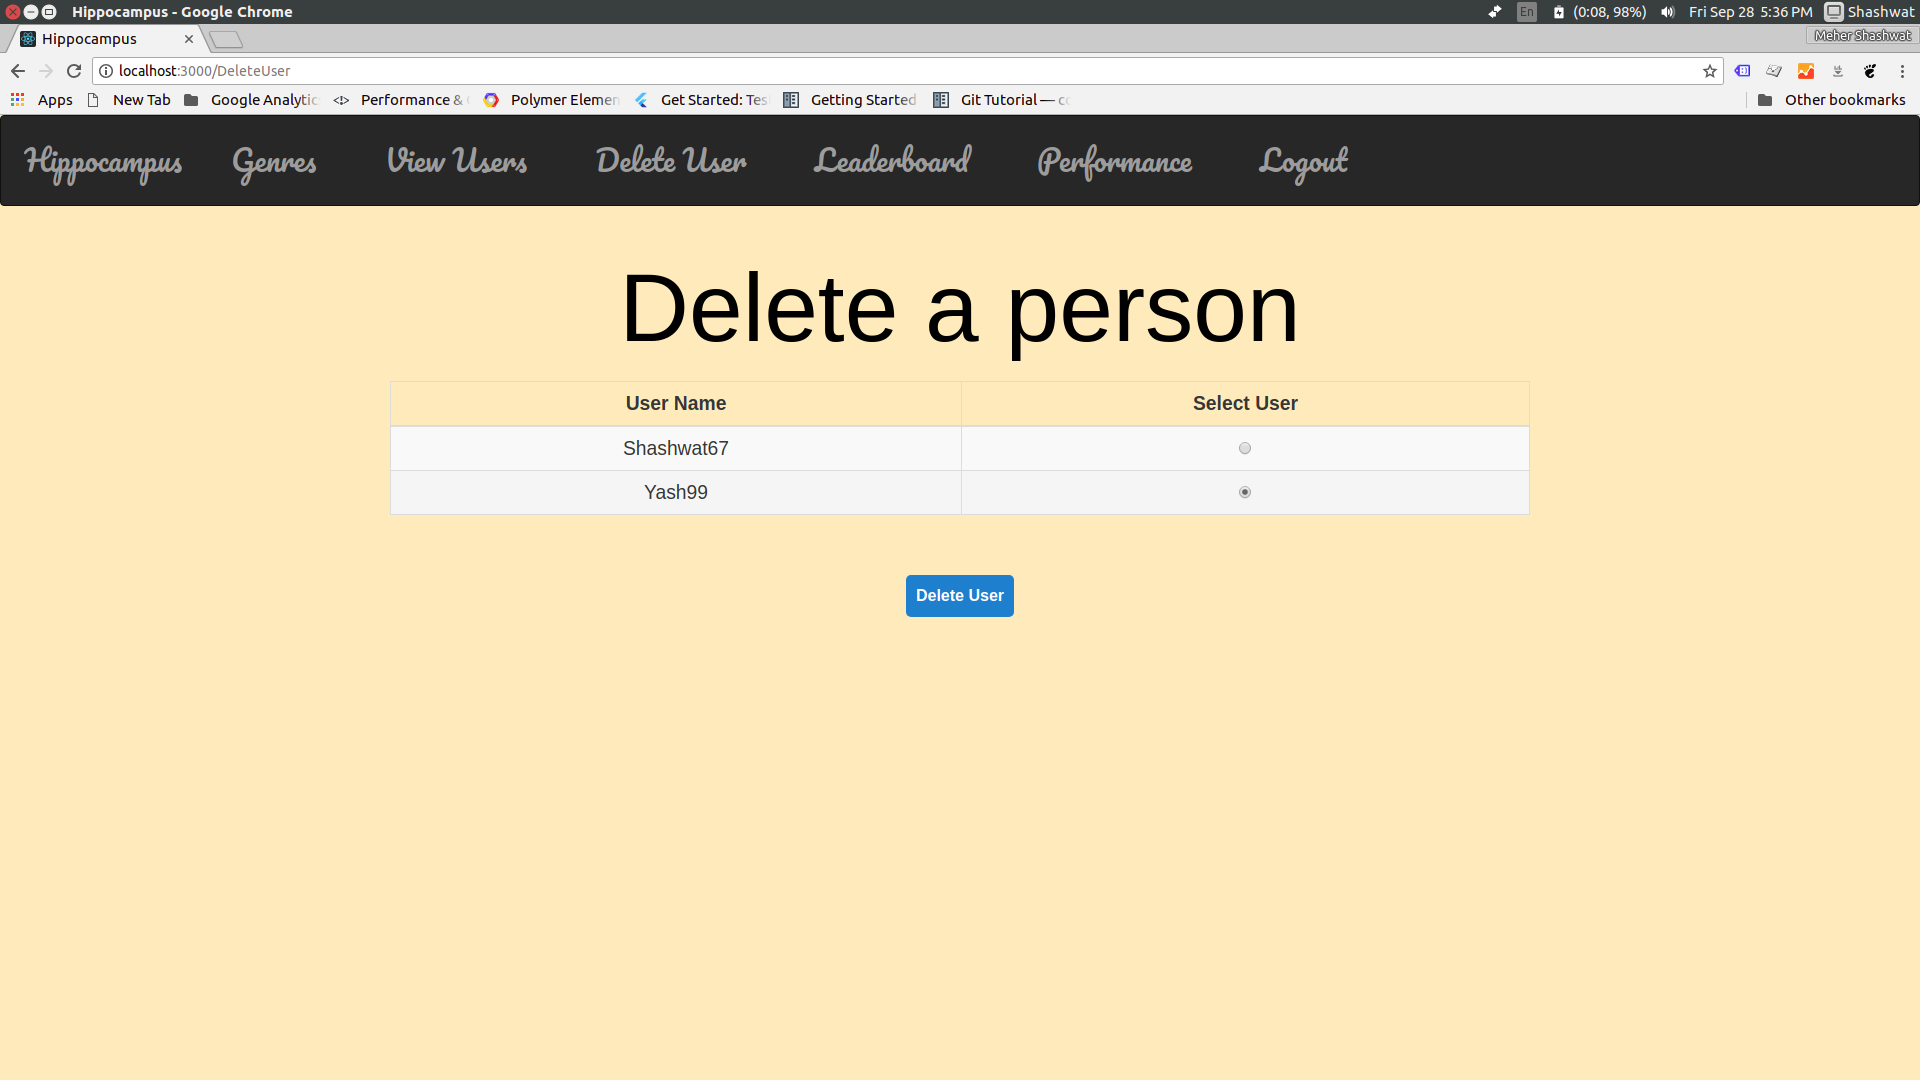 Hippocampus - Google Chrome En (0:08, 98%) Fri Sep 28 5:36 PM Shashwat
Hippocampus Meher Shashwat
localhost:3000/DeleteUser
Apps New Tab Google Analytic Performance & Polymer Elemen Get Started: Tes Getting Started Git Tutorial — co Other bookmarks
Hippocampus Genres View Users Delete User Leaderboard Performance Logout
Delete a person
User Name Select User
Shashwat67
Yash99
Delete User